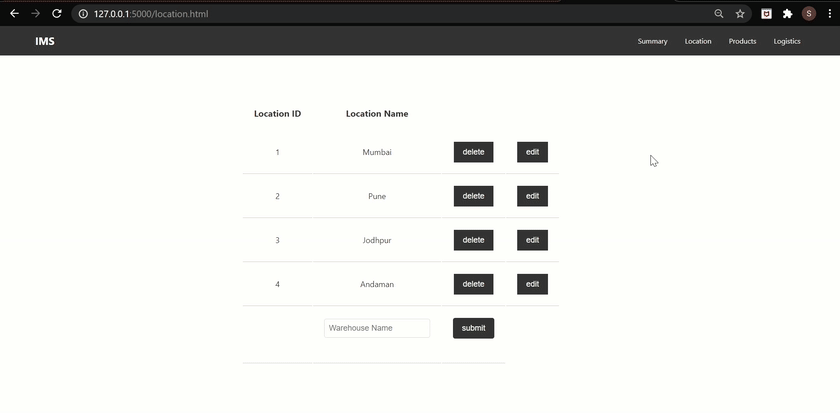 127.0.0.1:5000/location.html
S
IMS Summary Location Products Logistics
Location ID Location Name
1 Mumbai delete edit
2 Pune delete edit
3 Jodhpur delete edit
4 Andaman delete edit
Warehouse Name submit